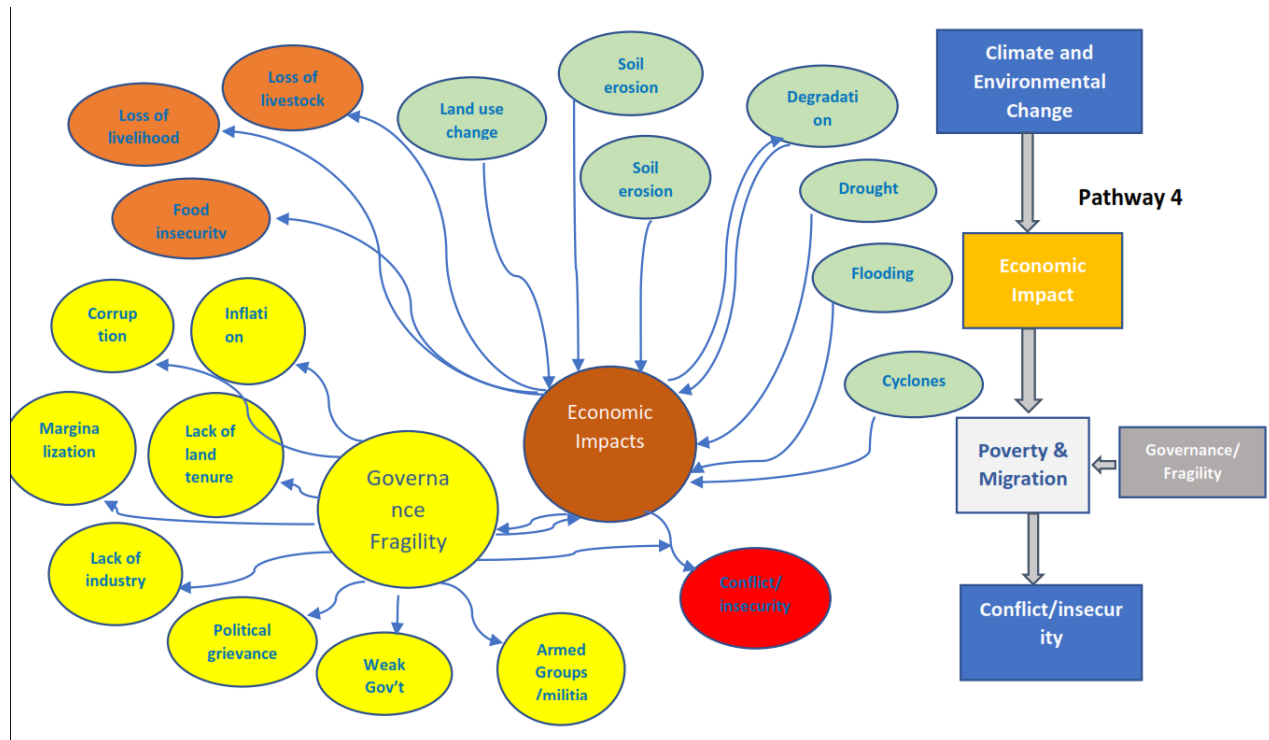 Loss of
livestock
Loss of
livelihood
Food
insecurity
Land use
change
Soil
erosion
Soil
erosion
Degradati
on
Drought
Flooding
Cyclones
Economic
Impacts
Corrup
tion
Inflati
on
Margina
lization
Lack of
land
tenure
Governa
nce
Fragility
Lack of
industry
Political
grievance
Weak
Gov't
Armed
Groups
/militia
Conflict/
insecurity
Climate and
Environmental
Change
Pathway 4
Economic
Impact
Poverty &
Migration
Governance/
Fragility
Conflict/insecur
ity